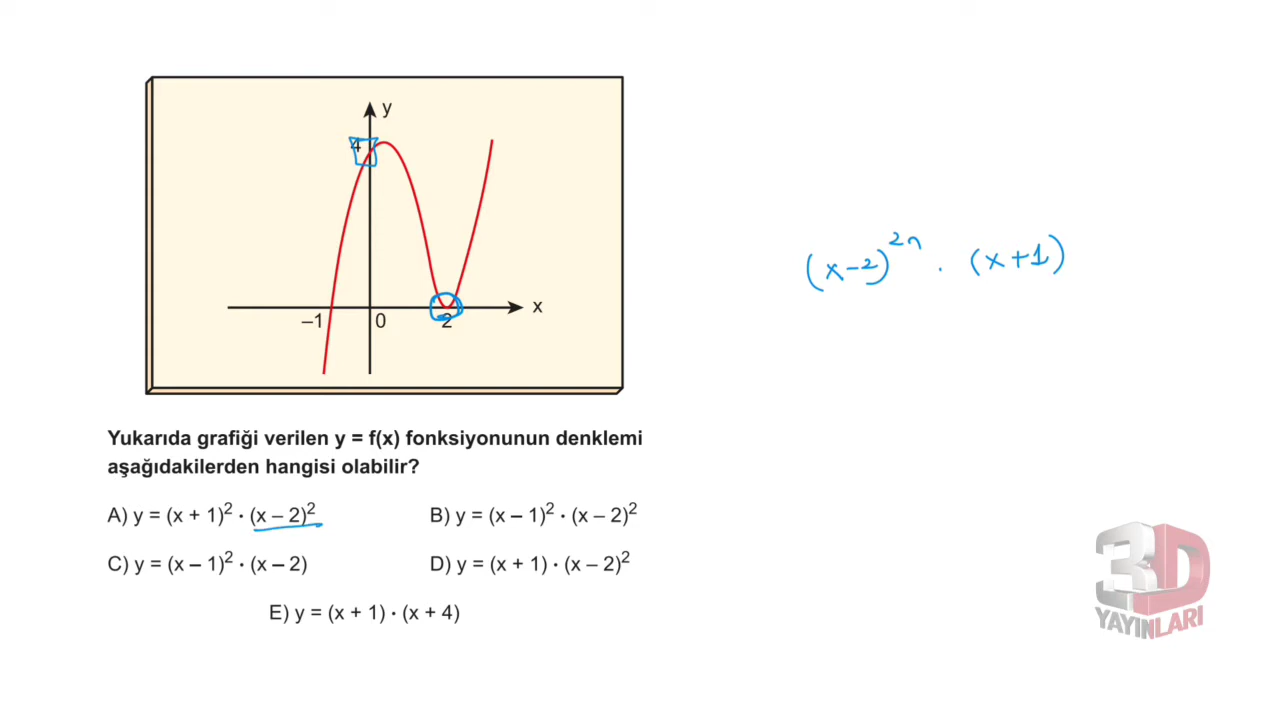 y
4
x
–1
0
2
(x-2)²ⁿ . (x+1)
Yukarıda grafiği verilen y = f(x) fonksiyonunun denklemi
aşağıdakilerden hangisi olabilir?
A) y = (x + 1)² · (x – 2)²
B) y = (x – 1)² · (x – 2)²
C) y = (x – 1)² · (x – 2)
D) y = (x + 1) · (x – 2)²
E) y = (x + 1) · (x + 4)
3D
YAYINLARI